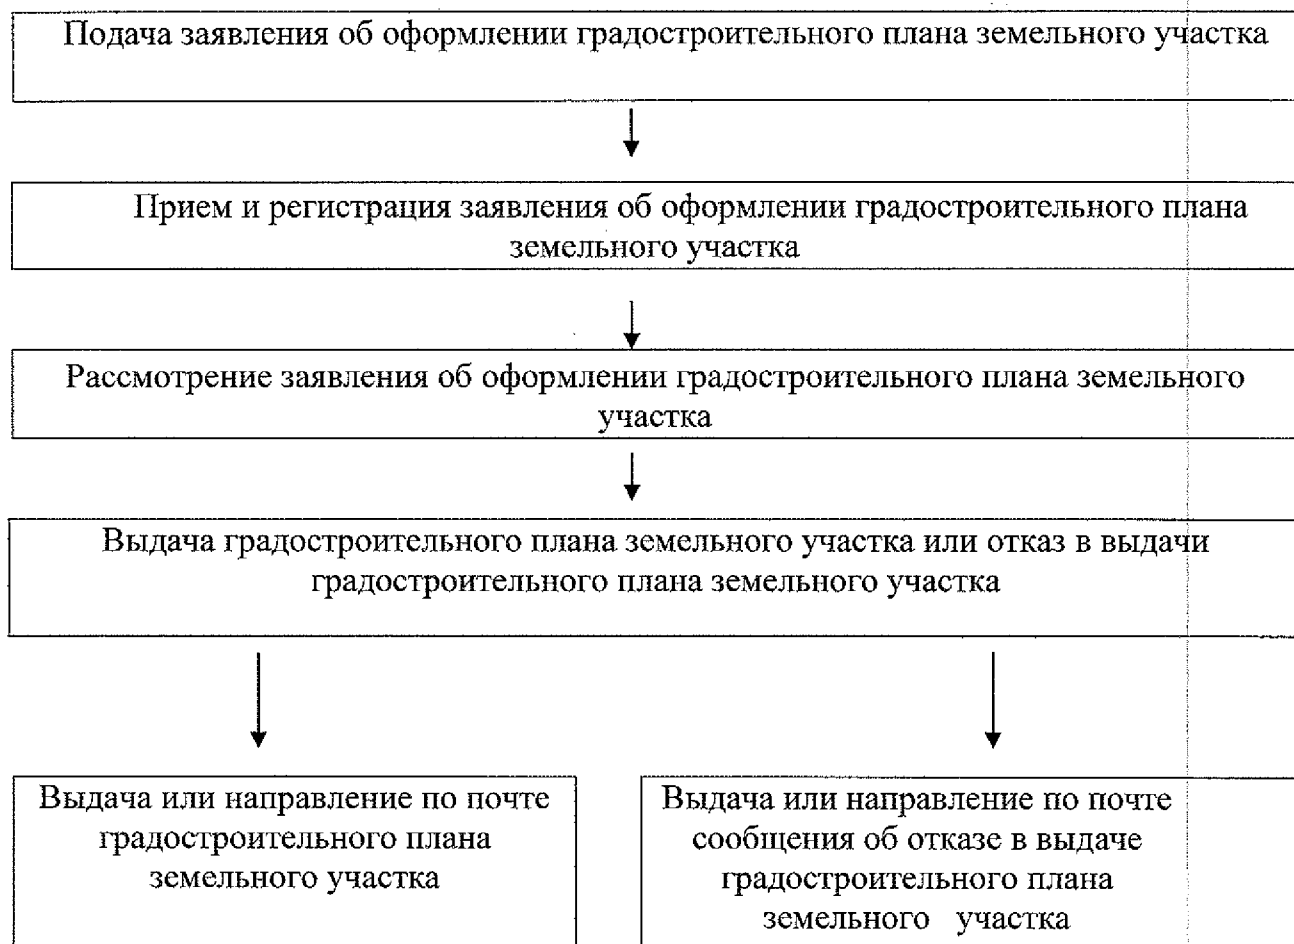 Подача заявления об оформлении градостроительного плана земельного участка
Прием и регистрация заявления об оформлении градостроительного плана
земельного участка
Рассмотрение заявления об оформлении градостроительного плана земельного
участка
Выдача градостроительного плана земельного участка или отказ в выдачи
градостроительного плана земельного участка
Выдача или направление по почте
градостроительного плана
земельного участка
Выдача или направление по почте
сообщения об отказе в выдаче
градостроительного плана
земельного участка